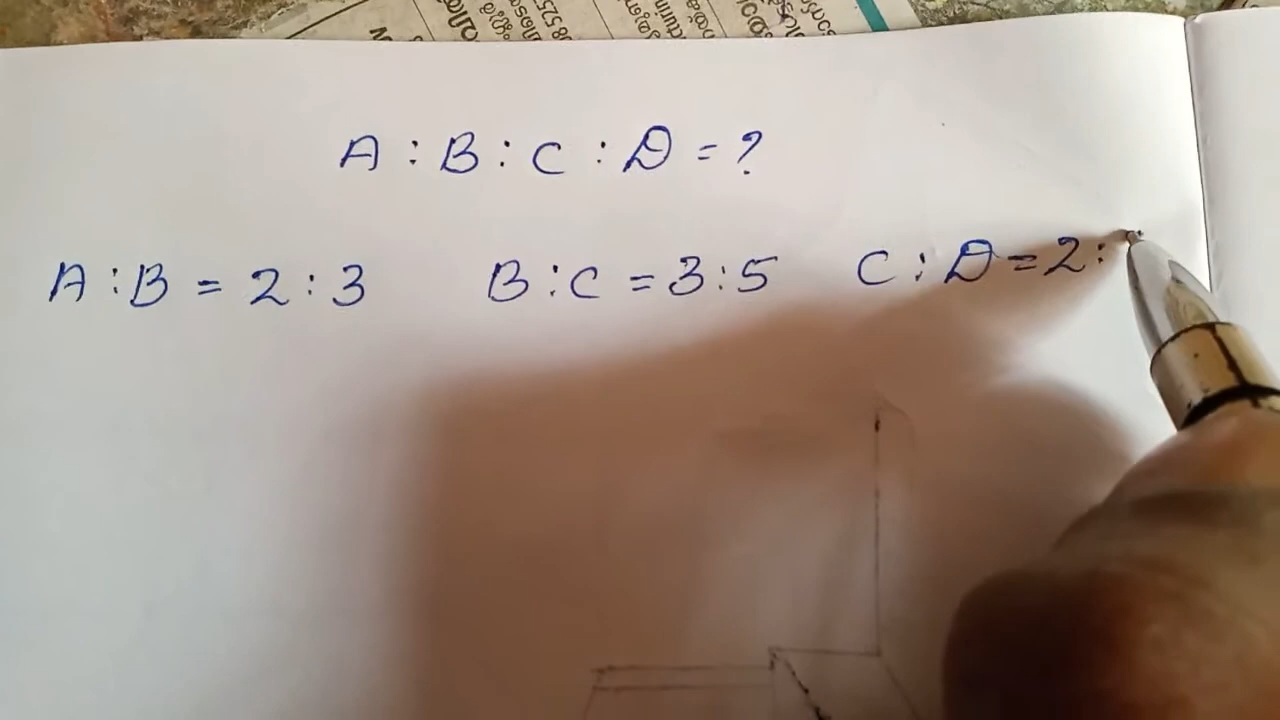 A : B : C : D = ?
A : B = 2 : 3 B : C = 3 : 5 C : D = 2 :